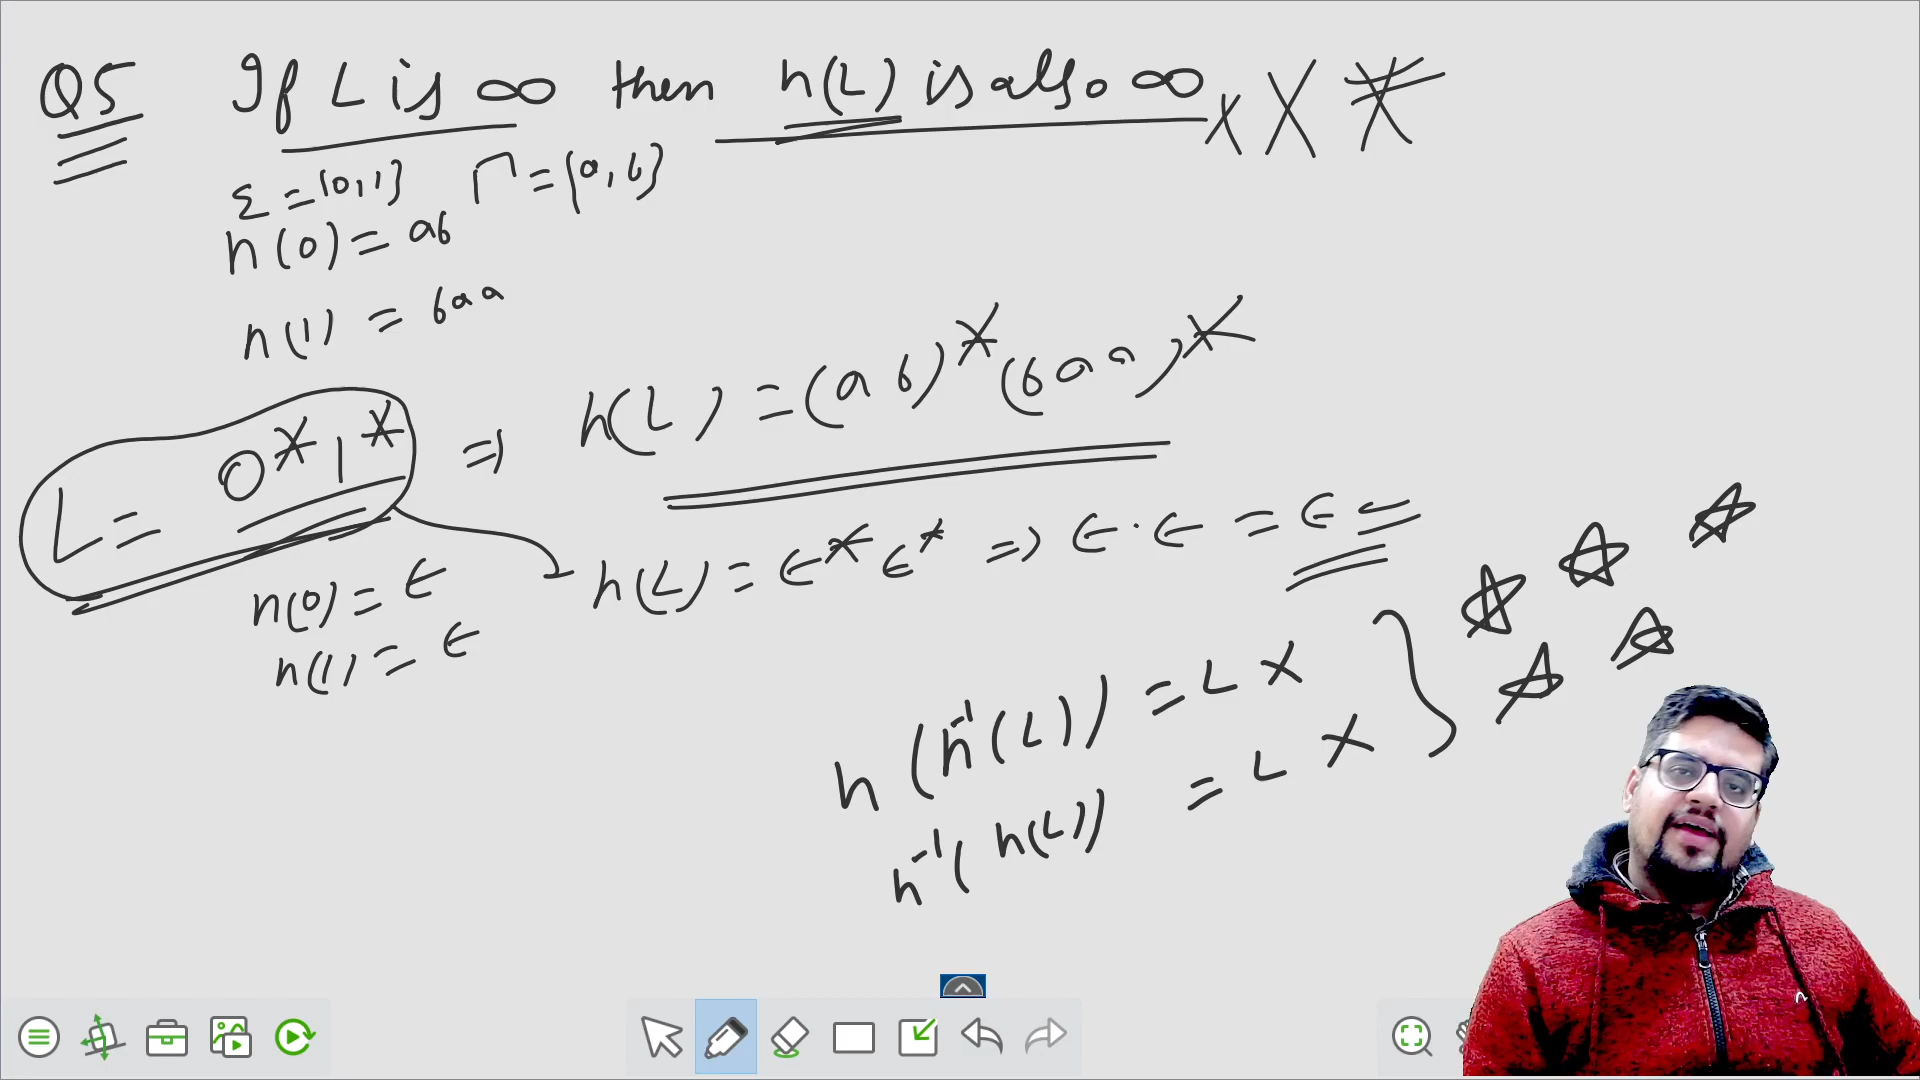 Q5 If L is ∞ then h(L) is also ∞ X X X
Σ = {0,1} Γ = {a, b}
h(0) = ab
h(1) = baa
L = 0*1* ⇒ h(L) = (ab)*(baa)*
h(0) = ϵ
h(1) = ϵ
h(L) = ϵ*ϵ* ⇒ ϵ·ϵ = ϵ
h(h⁻¹(L)) = L X
h⁻¹(h(L)) = L X